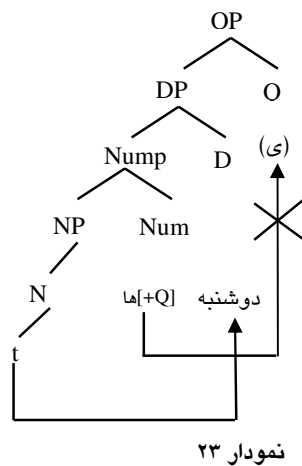 OP
DP O
Nump D (ی)
NP Num
N ها[+Q] دوشنبه
t
نمودار ۲۳